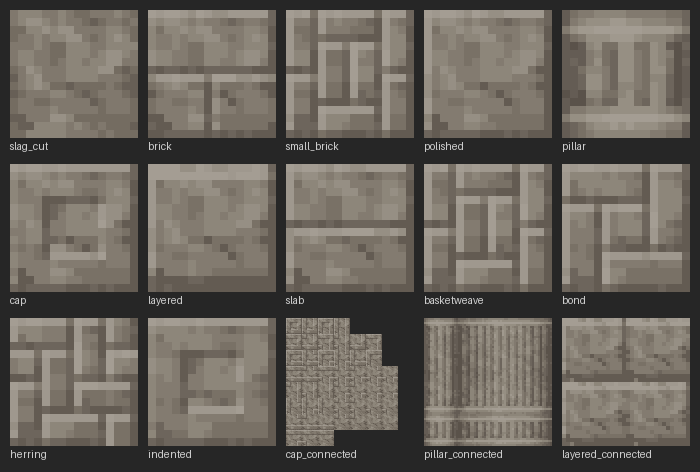 slag_cut brick small_brick polished pillar
cap layered slab basketweave bond
herring indented cap_connected pillar_connected layered_connected